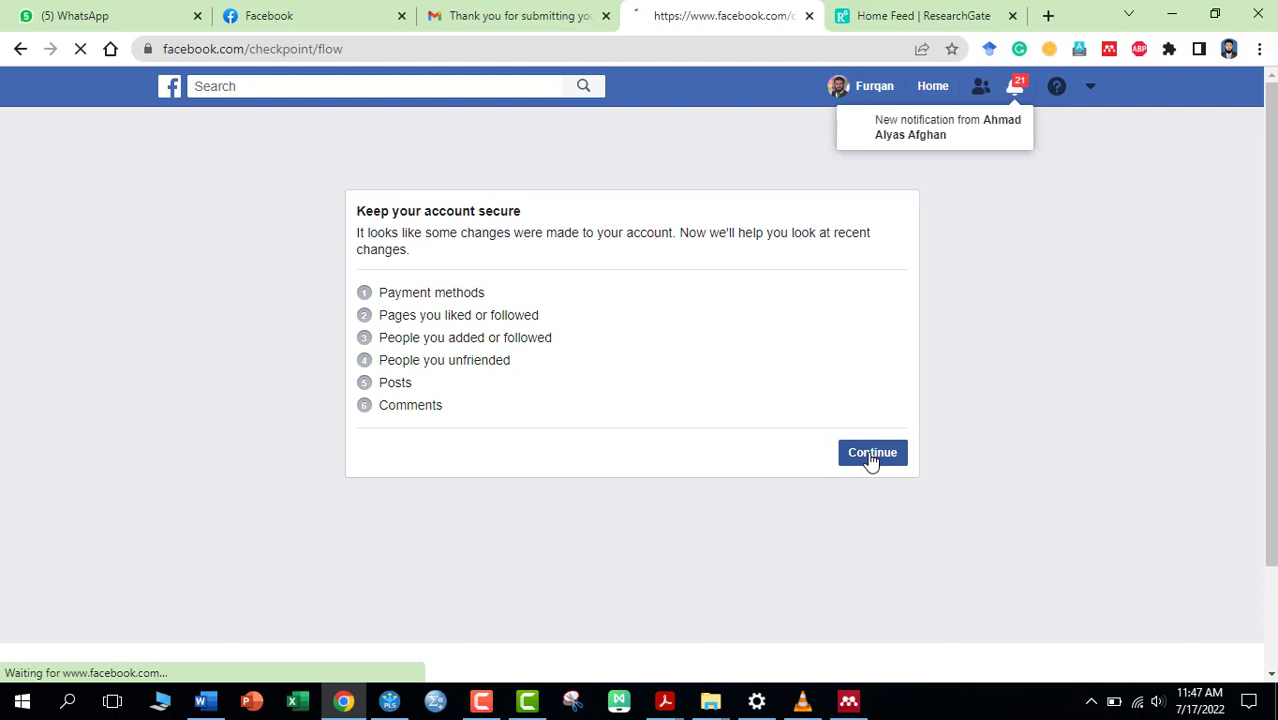 (5) WhatsApp
Facebook
Thank you for submitting you
https://www.facebook.com/c
Home Feed | ResearchGate
facebook.com/checkpoint/flow
Search
Furqan
Home
21
New notification from Ahmad
Alyas Afghan
Keep your account secure
It looks like some changes were made to your account. Now we'll help you look at recent
changes.
1 Payment methods
2 Pages you liked or followed
3 People you added or followed
4 People you unfriended
5 Posts
6 Comments
Continue
Waiting for www.facebook.com...
11:47 AM
7/17/2022